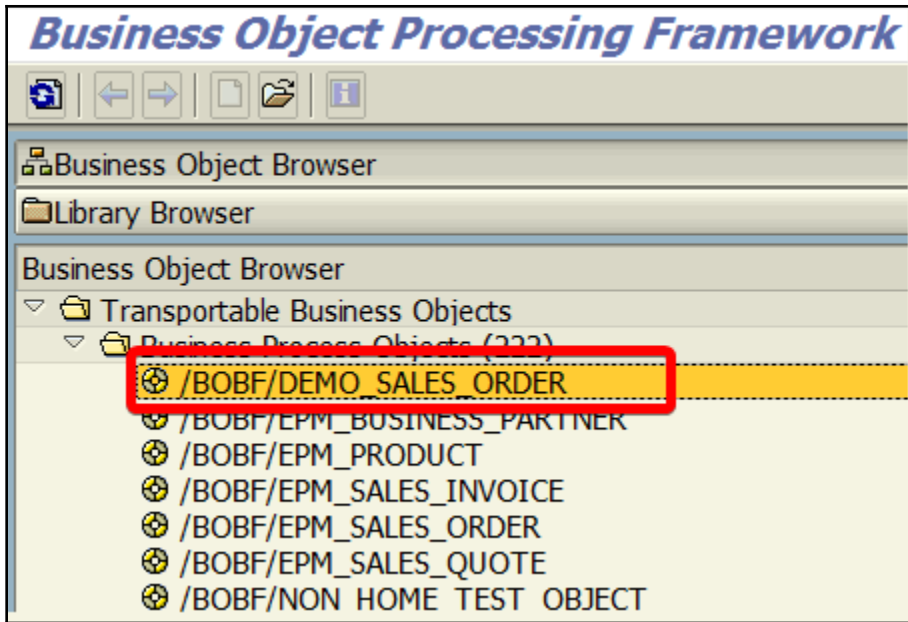 Business Object Processing Framework
Business Object Browser
Library Browser
Business Object Browser
Transportable Business Objects
Business Process Objects (222)
/BOBF/DEMO_SALES_ORDER
/BOBF/EPM_BUSINESS_PARTNER
/BOBF/EPM_PRODUCT
/BOBF/EPM_SALES_INVOICE
/BOBF/EPM_SALES_ORDER
/BOBF/EPM_SALES_QUOTE
/BOBF/NON_HOME_TEST_OBJECT